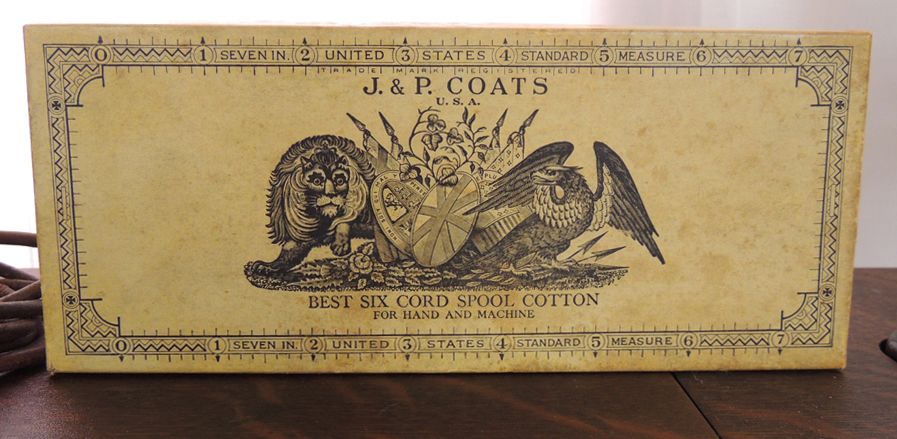 0 1 SEVEN IN. 2 UNITED 3 STATES 4 STANDARD 5 MEASURE 6 7
TRADE MARK REGISTERED
J. & P. COATS
U.S.A.
BEST SIX CORD SPOOL COTTON
FOR HAND AND MACHINE
0 1 SEVEN IN. 2 UNITED 3 STATES 4 STANDARD 5 MEASURE 6 7